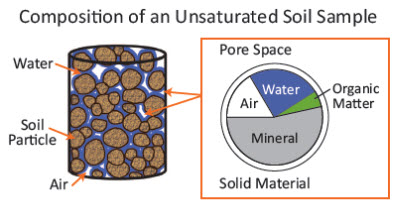 Composition of an Unsaturated Soil Sample
Water
Soil
Particle
Air
Pore Space
Water
Organic
Matter
Air
Mineral
Solid Material